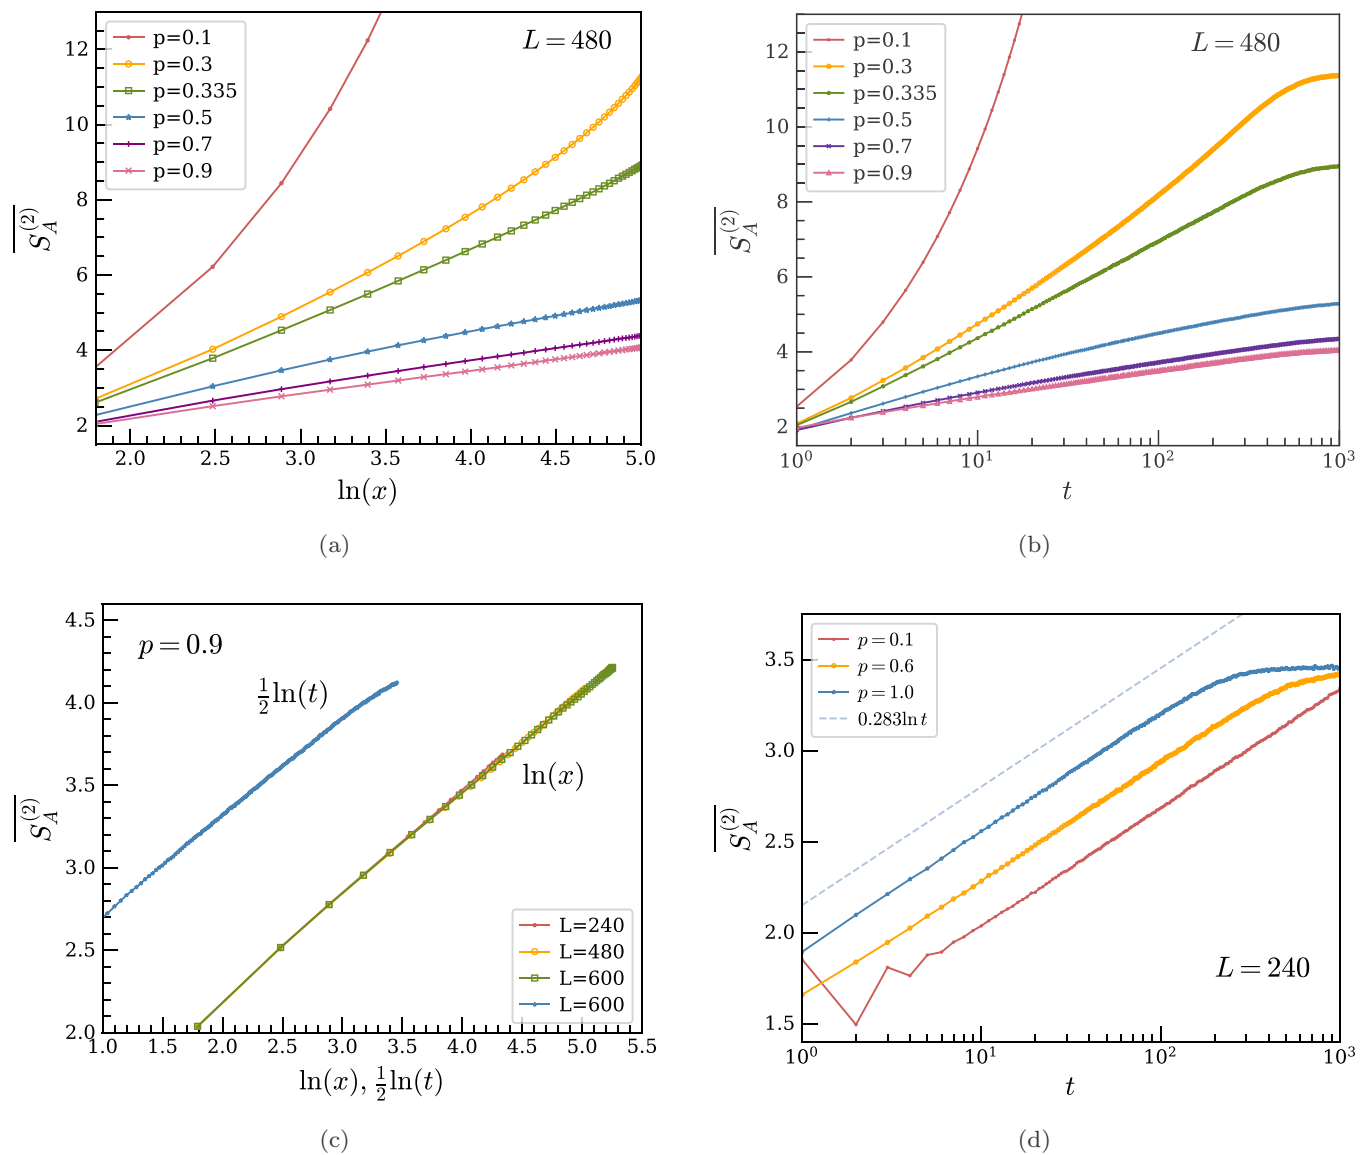 12
10
8
6
4
2
S_A^{(2)}
p=0.1
p=0.3
p=0.335
p=0.5
p=0.7
p=0.9
L = 480
2.0 2.5 3.0 3.5 4.0 4.5 5.0
ln(x)
(a)
12
10
8
6
4
2
S_A^{(2)}
p=0.1
p=0.3
p=0.335
p=0.5
p=0.7
p=0.9
L = 480
10^0 10^1 10^2 10^3
t
(b)
4.5
4.0
3.5
3.0
2.5
2.0
S_A^{(2)}
p = 0.9
\frac{1}{2}ln(t)
ln(x)
L=240
L=480
L=600
L=600
1.0 1.5 2.0 2.5 3.0 3.5 4.0 4.5 5.0 5.5
ln(x), \frac{1}{2}ln(t)
(c)
3.5
3.0
2.5
2.0
1.5
S_A^{(2)}
p = 0.1
p = 0.6
p = 1.0
0.283ln t
L = 240
10^0 10^1 10^2 10^3
t
(d)